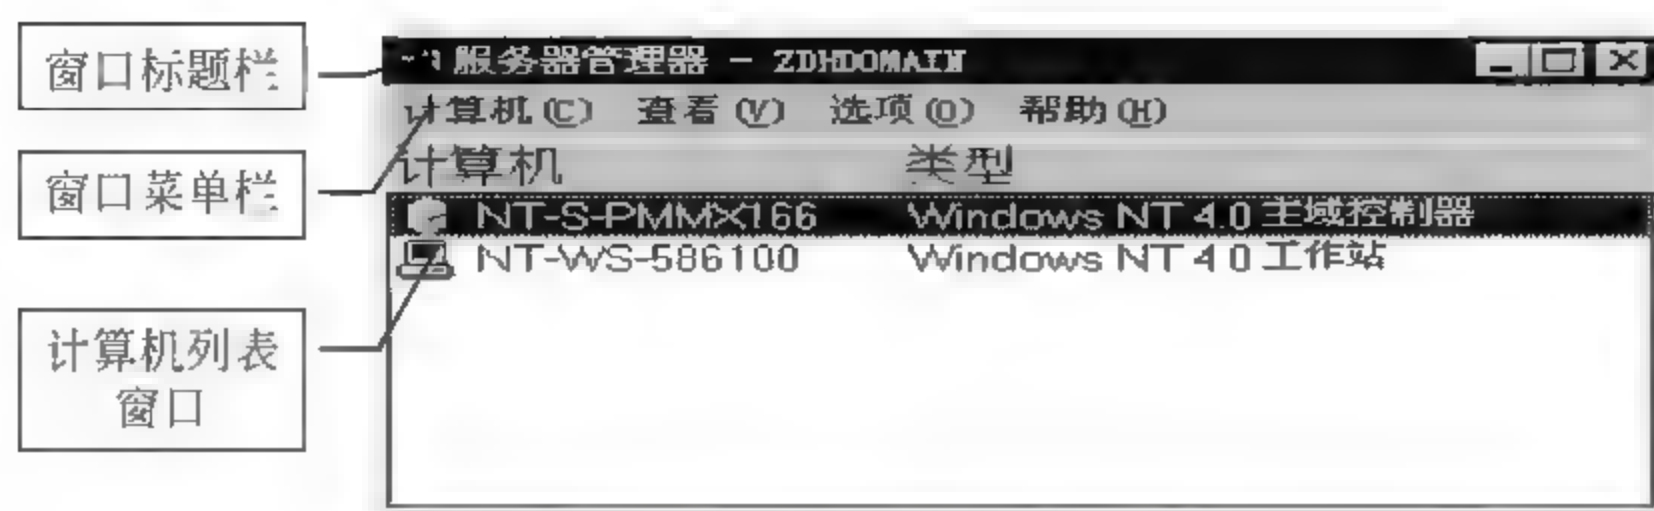 窗口标题栏
服务器管理器 - ZDHDOMAIN
计算机(C) 查看(V) 选项(O) 帮助(H)
窗口菜单栏
计算机 类型
NT-S-PMMX166 Windows NT 4.0 主域控制器
NT-WS-586100 Windows NT 4.0 工作站
计算机列表
窗口